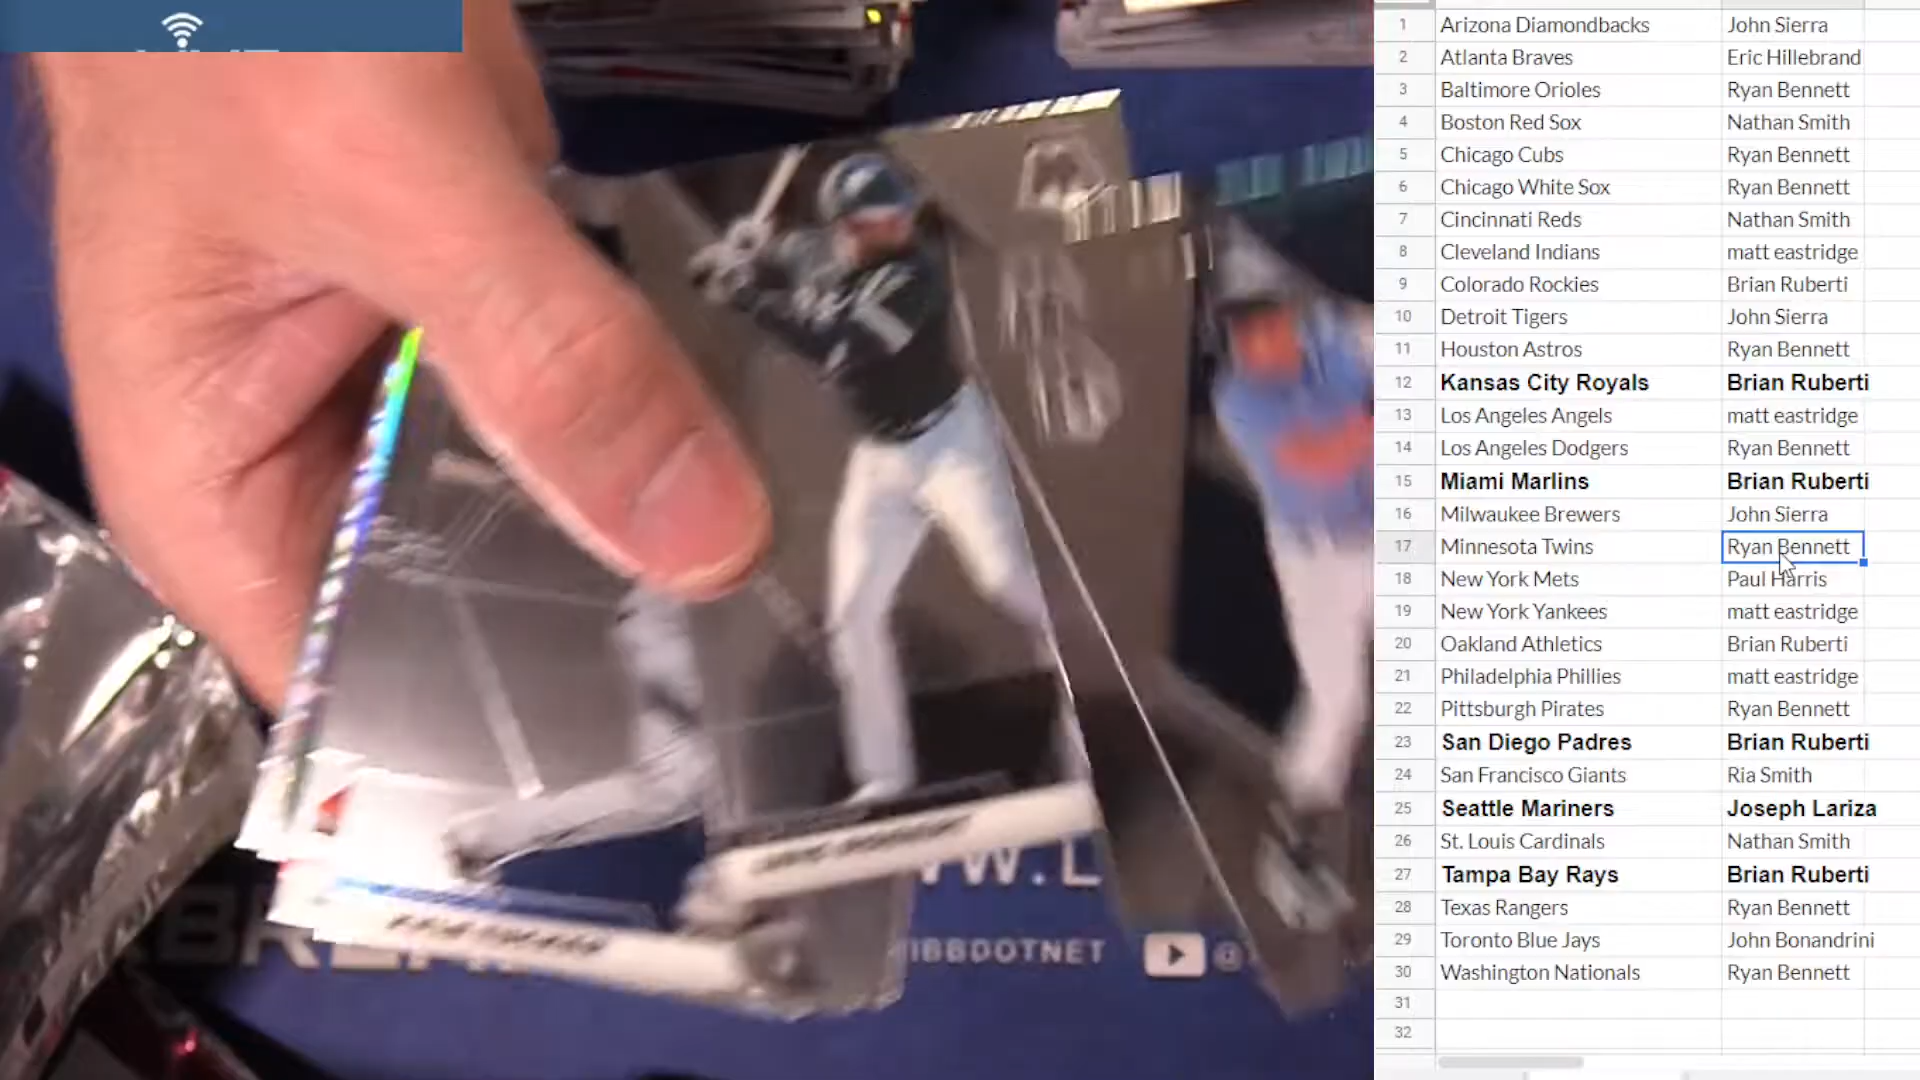 1 Arizona Diamondbacks John Sierra
2 Atlanta Braves Eric Hillebrand
3 Baltimore Orioles Ryan Bennett
4 Boston Red Sox Nathan Smith
5 Chicago Cubs Ryan Bennett
6 Chicago White Sox Ryan Bennett
7 Cincinnati Reds Nathan Smith
8 Cleveland Indians matt eastridge
9 Colorado Rockies Brian Ruberti
10 Detroit Tigers John Sierra
11 Houston Astros Ryan Bennett
12 Kansas City Royals Brian Ruberti
13 Los Angeles Angels matt eastridge
14 Los Angeles Dodgers Ryan Bennett
15 Miami Marlins Brian Ruberti
16 Milwaukee Brewers John Sierra
17 Minnesota Twins Ryan Bennett
18 New York Mets Paul Harris
19 New York Yankees matt eastridge
20 Oakland Athletics Brian Ruberti
21 Philadelphia Phillies matt eastridge
22 Pittsburgh Pirates Ryan Bennett
23 San Diego Padres Brian Ruberti
24 San Francisco Giants Ria Smith
25 Seattle Mariners Joseph Lariza
26 St. Louis Cardinals Nathan Smith
27 Tampa Bay Rays Brian Ruberti
28 Texas Rangers Ryan Bennett
29 Toronto Blue Jays John Bonandrini
30 Washington Nationals Ryan Bennett
31
32
WW.L
IBBDOTNET @